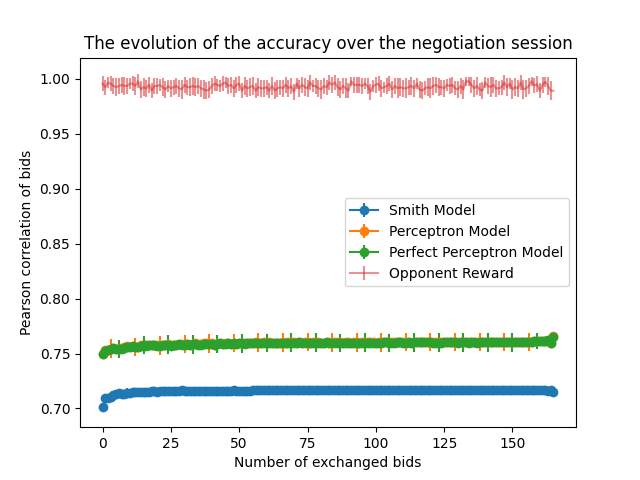 The evolution of the accuracy over the negotiation session
Pearson correlation of bids
1.00
0.95
0.90
0.85
0.80
0.75
0.70
Smith Model
Perceptron Model
Perfect Perceptron Model
Opponent Reward
0 25 50 75 100 125 150
Number of exchanged bids